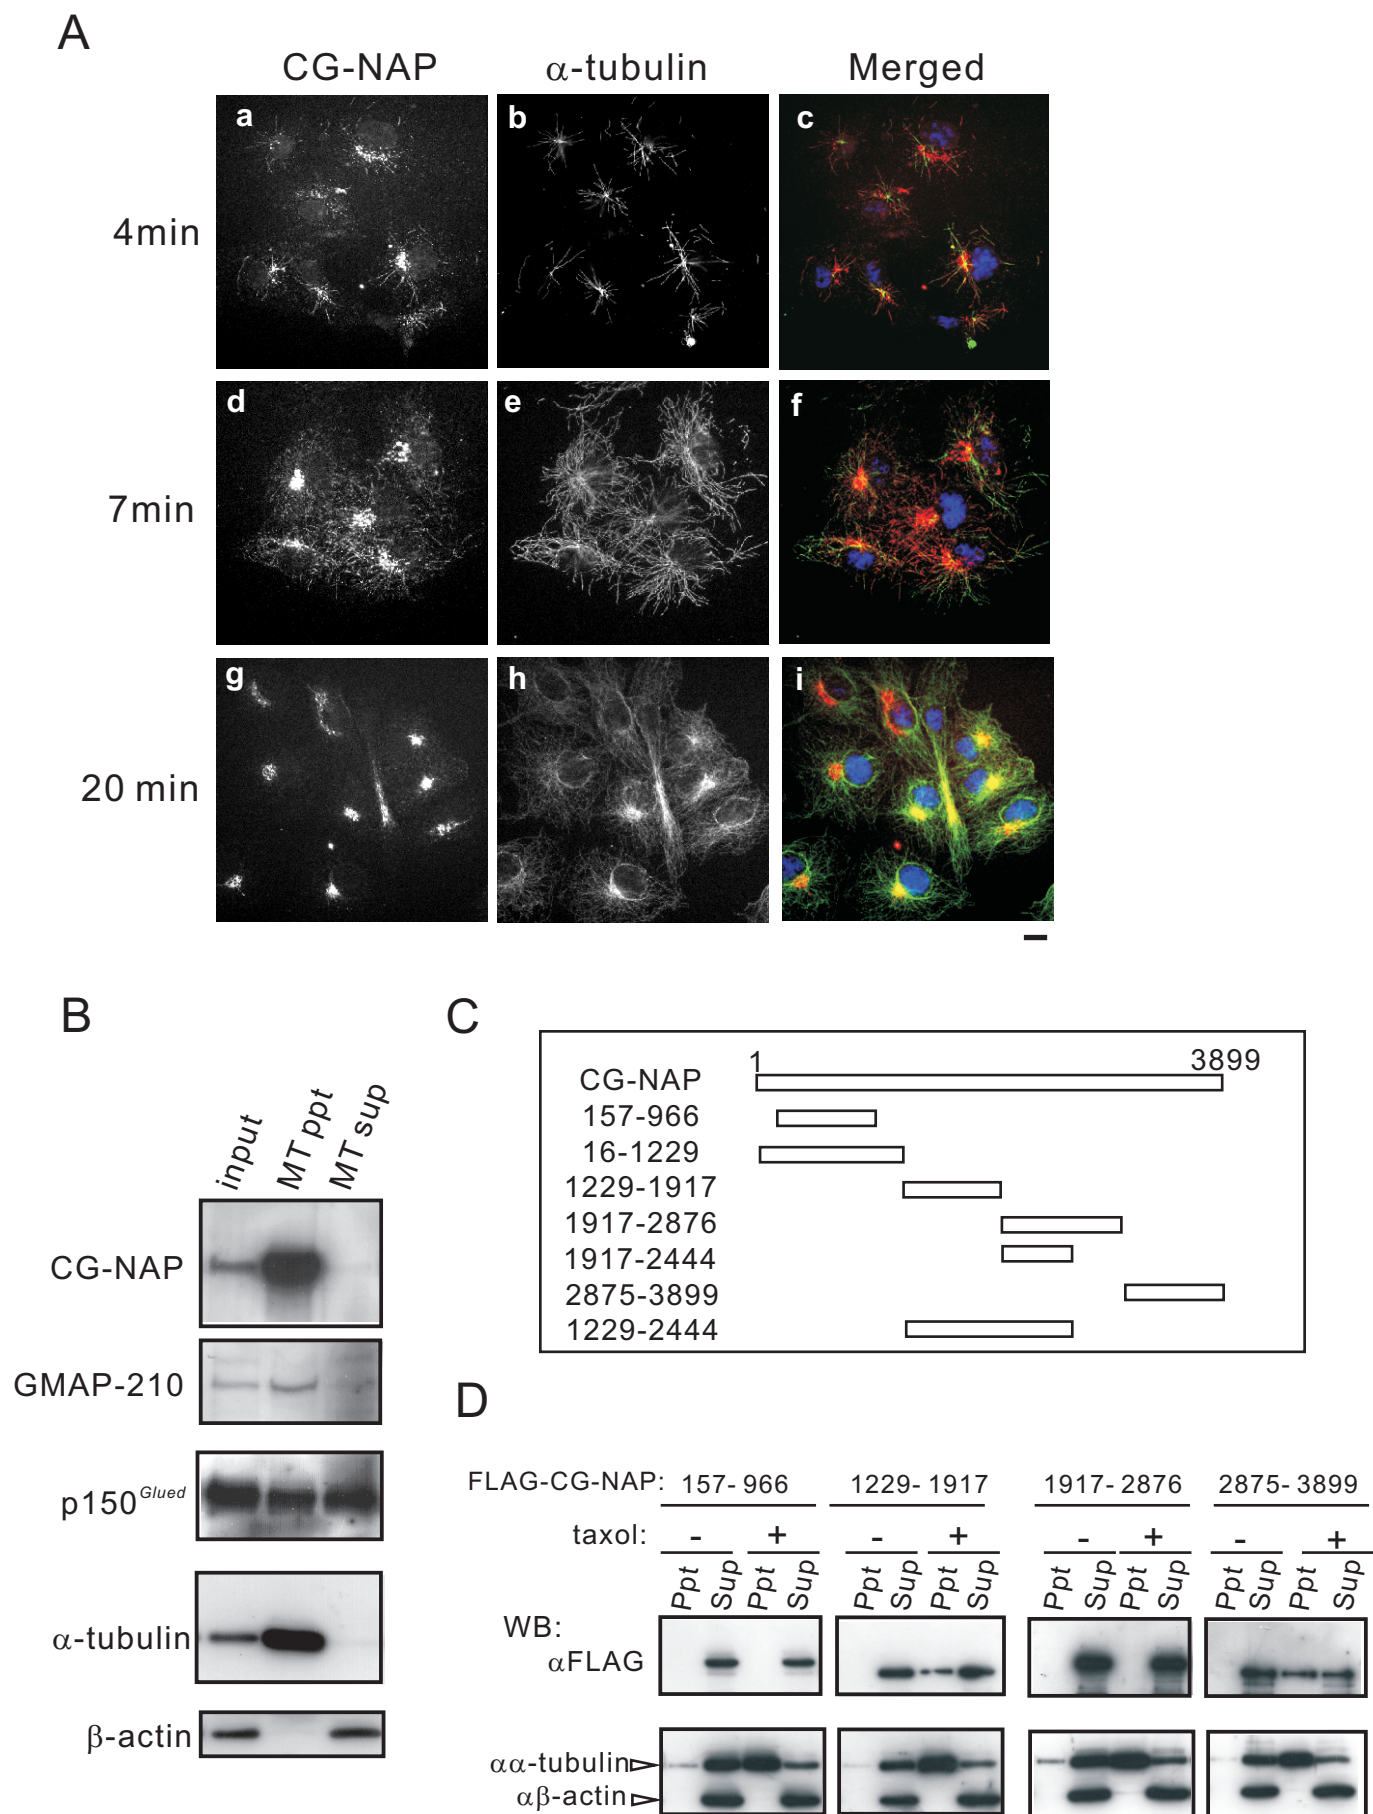 A
CG-NAP α-tubulin Merged
a b c
4min
d e f
7min
g h i
20 min
B
input MT ppt MT sup
CG-NAP
GMAP-210
p150Glued
α-tubulin
β-actin
C
1 3899
CG-NAP
157-966
16-1229
1229-1917
1917-2876
1917-2444
2875-3899
1229-2444
D
FLAG-CG-NAP: 157- 966 1229- 1917 1917- 2876 2875- 3899
taxol: - + - + - + - +
Ppt Sup Ppt Sup Ppt Sup Ppt Sup Ppt Sup Ppt Sup Ppt Sup Ppt Sup
WB:
αFLAG
αα-tubulin
αβ-actin